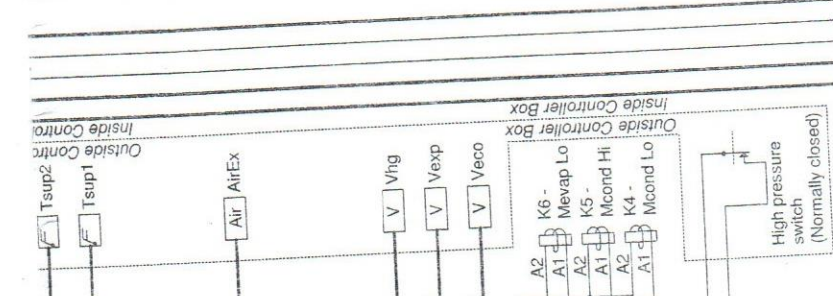 Inside Controller Box
Outside Controller Box
Inside Contro
Outside Contro
Tsup2
Tsup1
Air AirEx
V Vhg
V Vexp
V Veco
A2 K6 -
A1 Mevap Lo
A2 K5 -
A1 Mcond Hi
A2 K4 -
A1 Mcond Lo
High pressure
switch
(Normally closed)